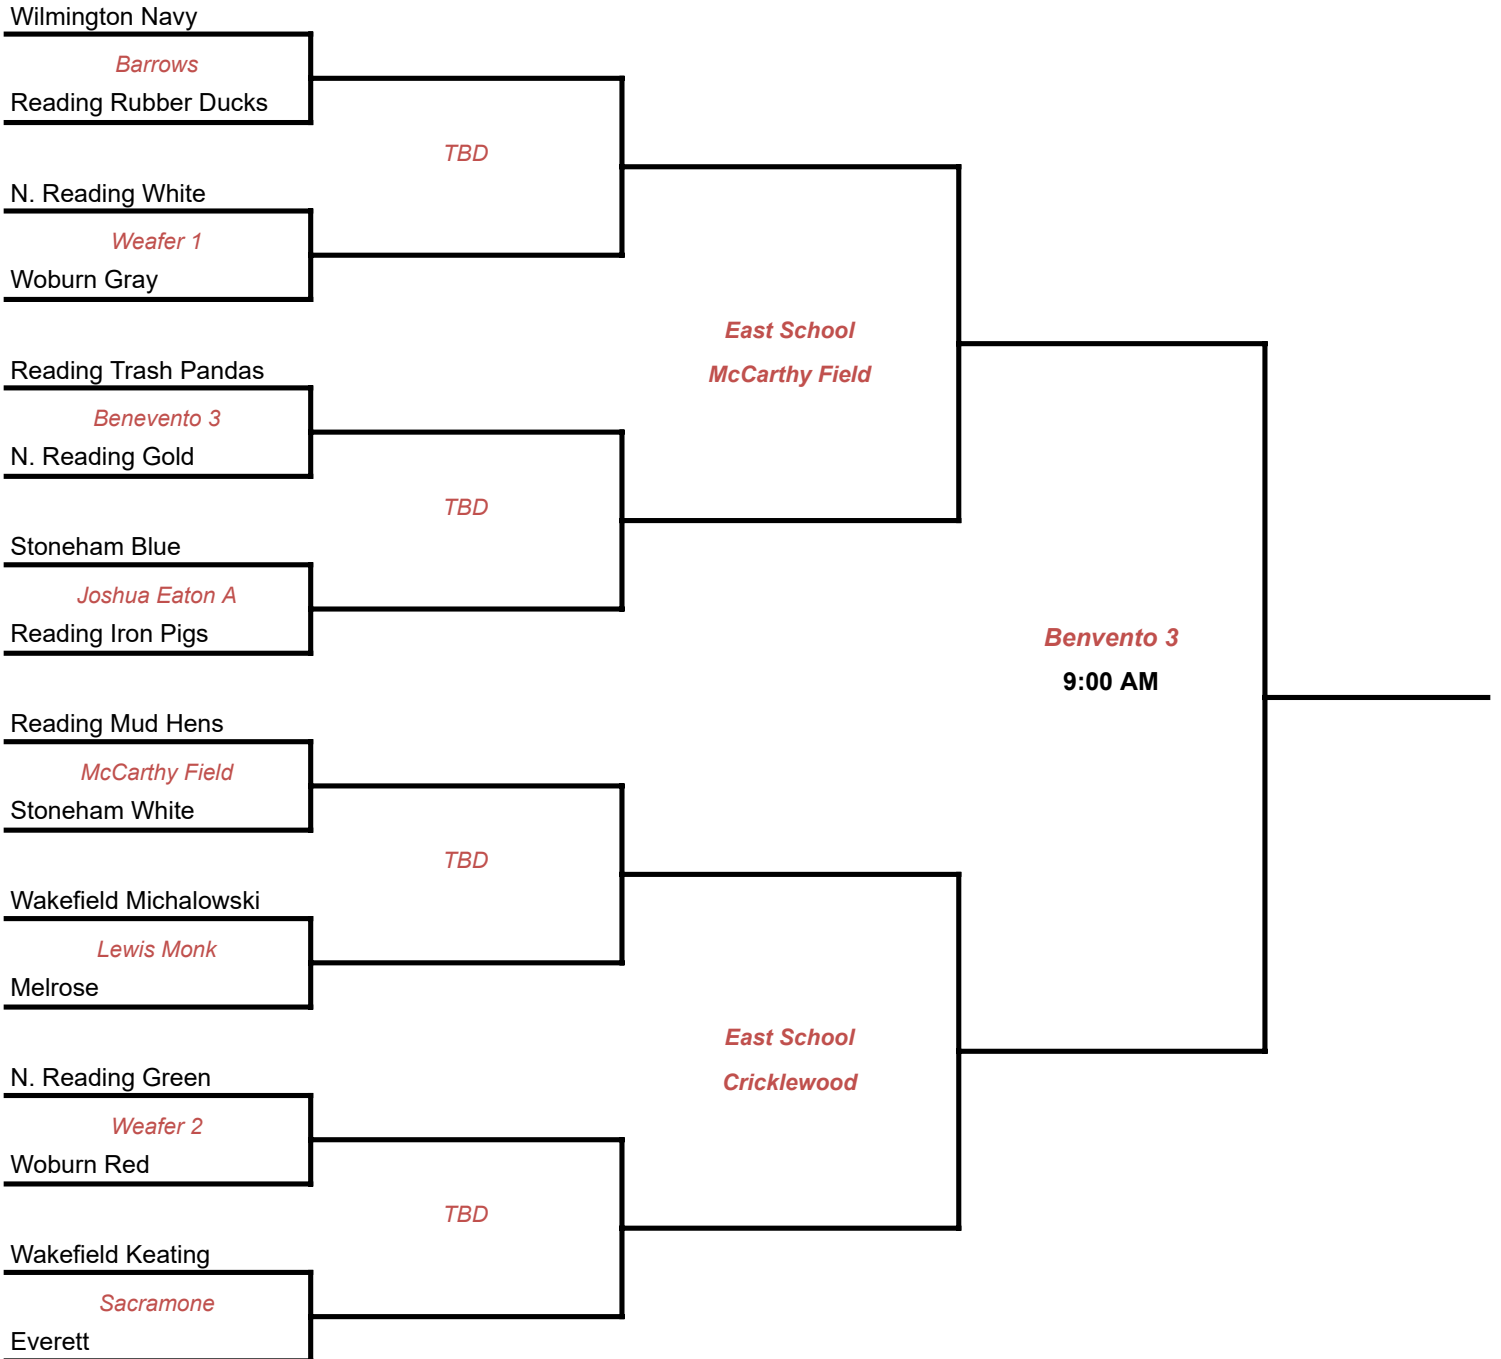 Wilmington Navy
Barrows
Reading Rubber Ducks
TBD
N. Reading White
Weafer 1
Woburn Gray
East School
McCarthy Field
Reading Trash Pandas
Benevento 3
N. Reading Gold
TBD
Stoneham Blue
Joshua Eaton A
Reading Iron Pigs
Benvento 3
9:00 AM
Reading Mud Hens
McCarthy Field
Stoneham White
TBD
Wakefield Michalowski
Lewis Monk
Melrose
East School
Cricklewood
N. Reading Green
Weafer 2
Woburn Red
TBD
Wakefield Keating
Sacramone
Everett